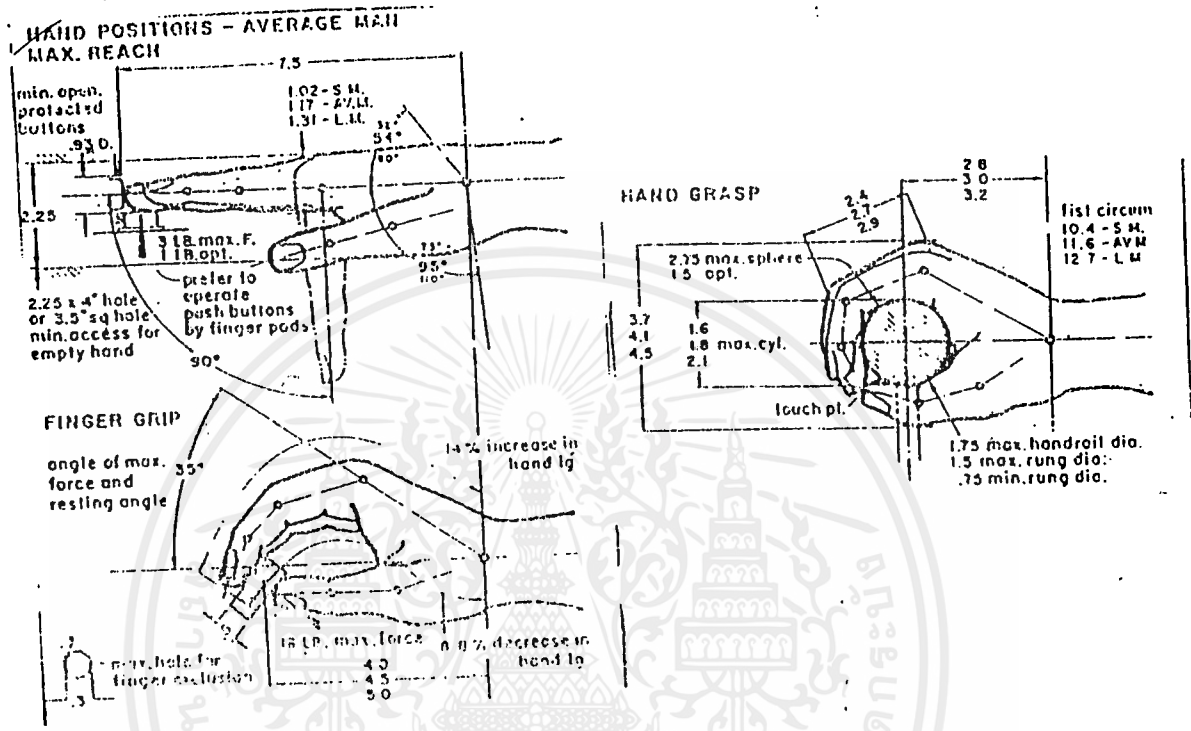 HAND POSITIONS - AVERAGE MAN
MAX. REACH
7.5
min. open.
protected
buttons
.93 D.
1.02 - S.M.
1.17 - AV.M.
1.31 - L.M.
54°
90°
2.25
3 LB. max. F.
1 LB. opt.
prefer to
operate
push buttons
by finger pads
95°
110°
2.25 x 4" hole
or 3.5" sq hole
min. access for
empty hand
90°
HAND GRASP
2.8
3.0
3.2
2.4
2.7
2.9
fist circum
10.4 - S.M.
11.6 - AV.M
12.7 - L.M
2.75 max. sphere
1.5 opt.
3.7
4.1
4.5
1.6
1.8 max. cyl.
2.1
touch pt.
1.75 max. handrail dia.
1.5 max. rung dia.
.75 min. rung dia.
FINGER GRIP
14% increase in
hand lg
angle of max.
force and
resting angle
35°
max. force
decrease in
hand lg
4.0
4.5
5.0
max. hole for
finger exclusion
.3